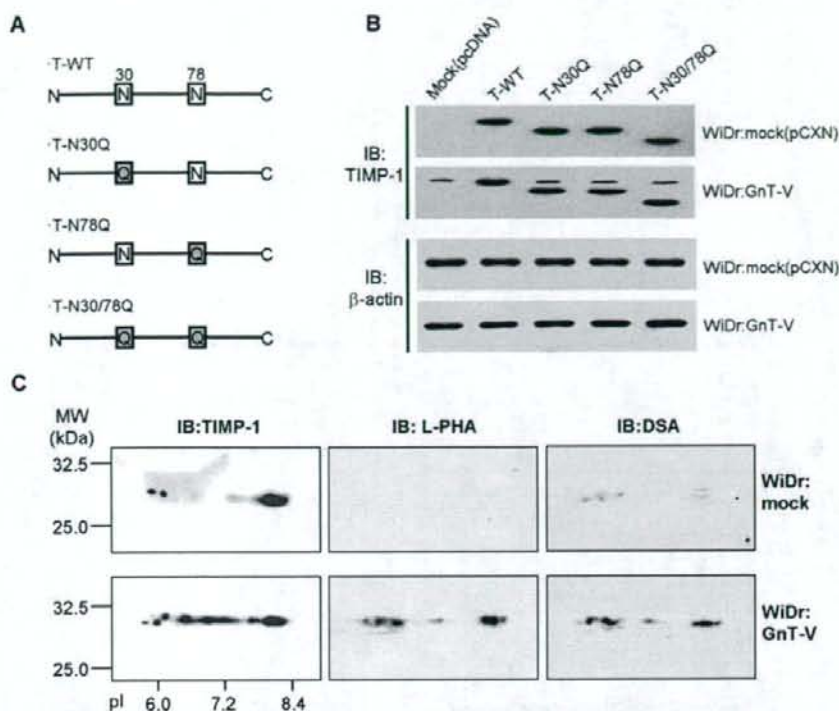 A
·T-WT
30 78
N N N C
·T-N30Q
N Q N C
·T-N78Q
N N Q C
·T-N30/78Q
N Q Q C
B
Mock(pcDNA) T-WT T-N30Q T-N78Q T-N30/78Q
IB:
TIMP-1
WiDr:mock(pCXN)
WiDr:GnT-V
IB:
β-actin
WiDr:mock(pCXN)
WiDr:GnT-V
C
MW
(kDa)
IB:TIMP-1 IB: L-PHA IB:DSA
32.5
25.0
WiDr:
mock
32.5
25.0
WiDr:
GnT-V
pI 6.0 7.2 8.4